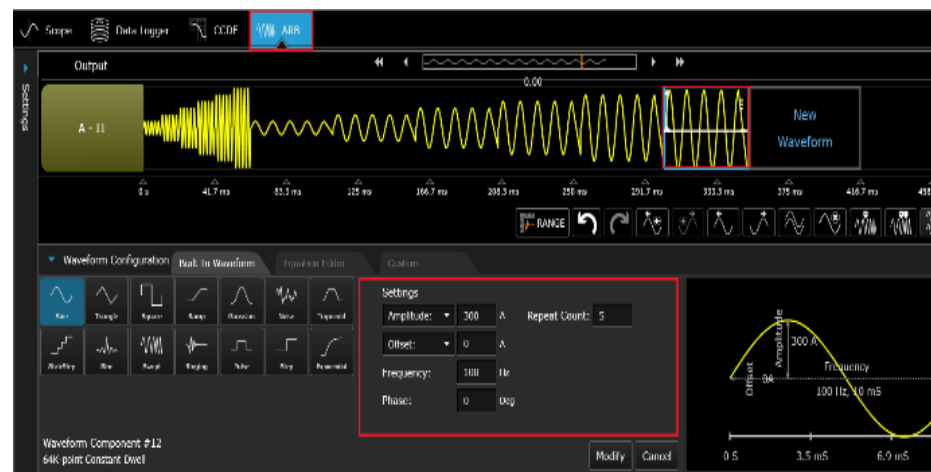 Scope Data Logger CCDF ARB
Output
0.00
Settings
A - I1
New
Waveform
0 s 41.7 ms 83.3 ms 125 ms 166.7 ms 208.3 ms 250 ms 291.7 ms 333.3 ms 375 ms 416.7 ms 458
RANGE
Waveform Configuration Built In Waveform Equation Editor Custom
Sine Triangle Square Ramp Gaussian Noise Trapezoid
StairStep Sinc Sweep Ringing Pulse Step Exponential
Settings
Amplitude: 300 A Repeat Count: 5
Offset: 0 A
Frequency: 100 Hz
Phase: 0 Deg
Amplitude
300 A
Offset
0A
Frequency
100 Hz, 10 mS
0 S 3.5 mS 6.9 mS
Waveform Component #12
64K point Constant Dwell
Modify Cancel